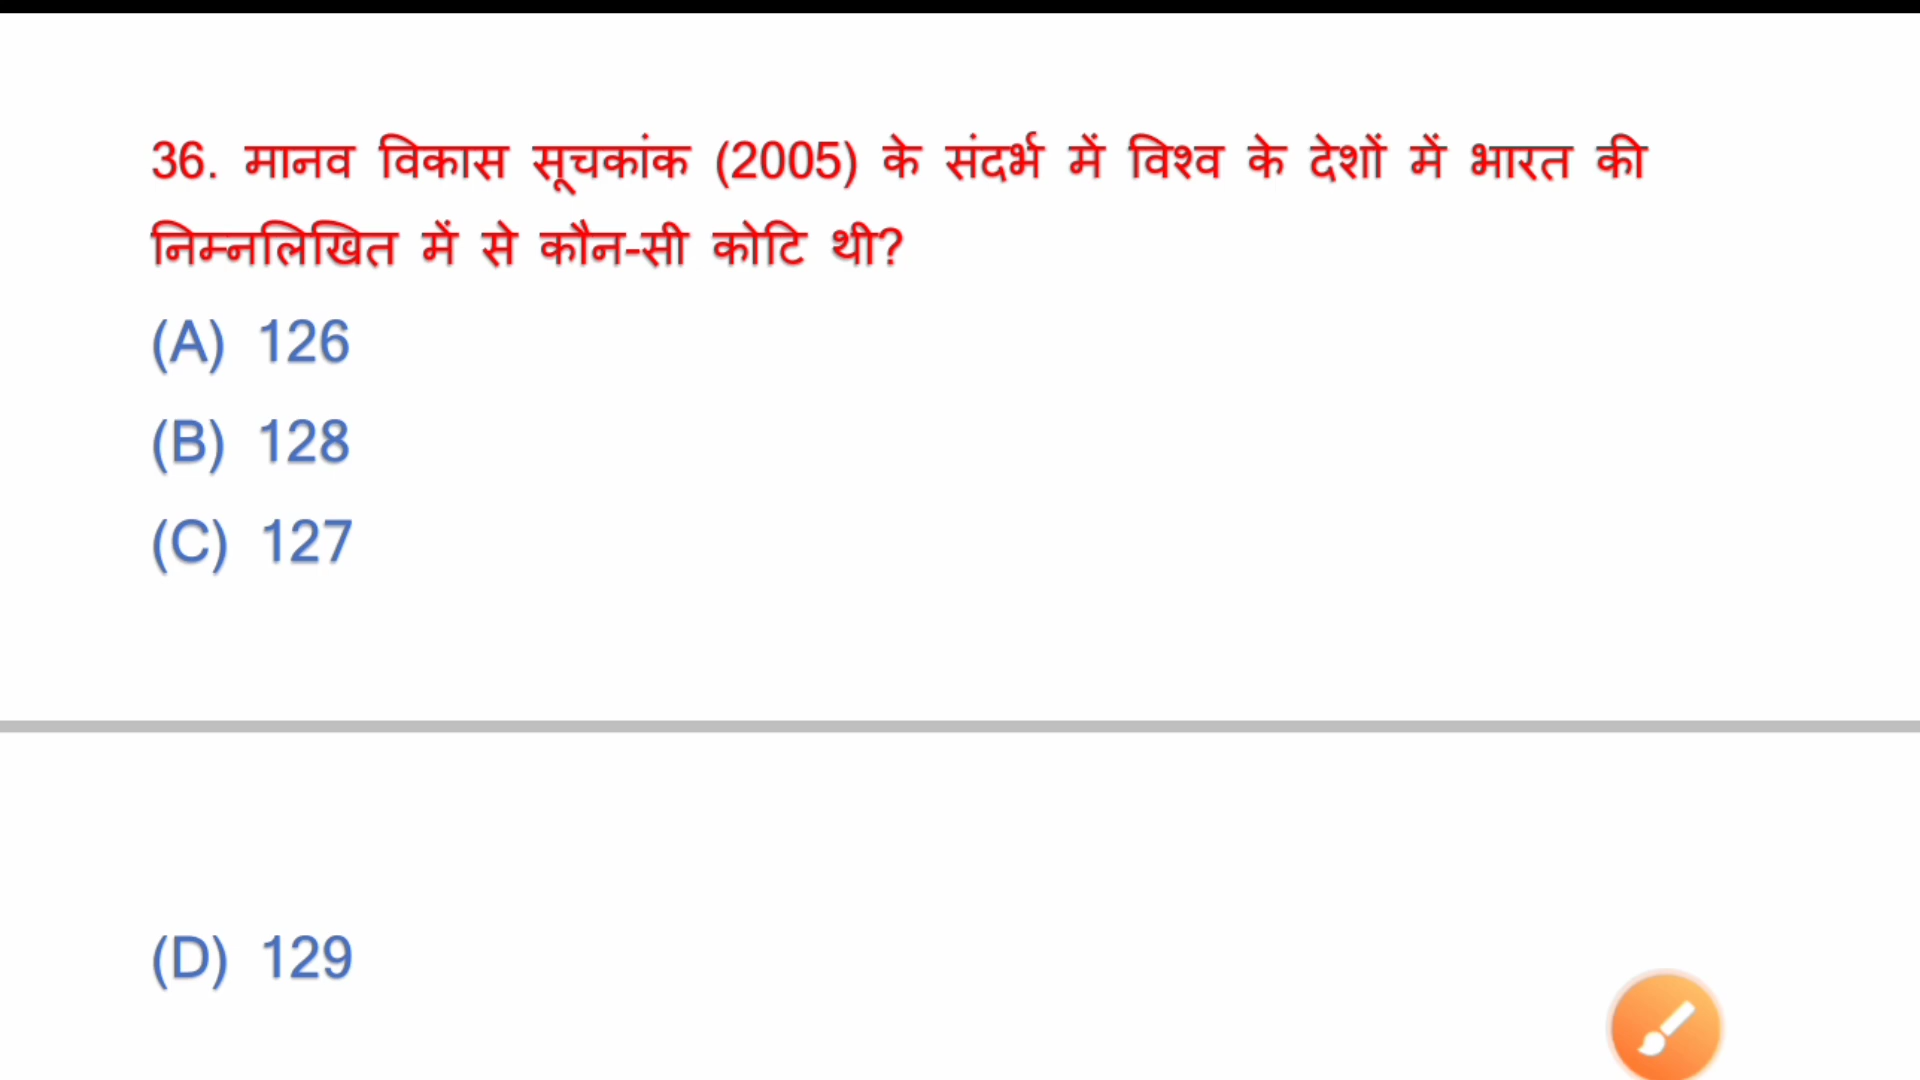 36. मानव विकास सूचकांक (2005) के संदर्भ में विश्व के देशों में भारत की
निम्नलिखित में से कौन-सी कोटि थी?
(A) 126
(B) 128
(C) 127
(D) 129